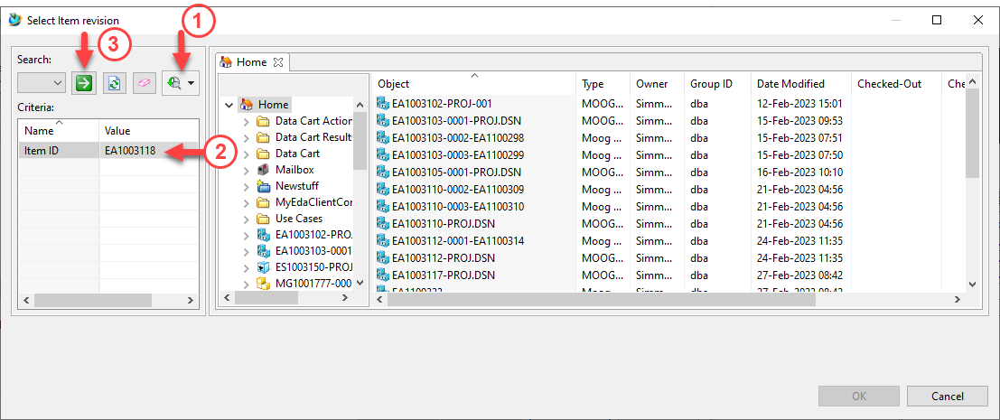 Select Item revision
1
3
Search:
Criteria:
Name Value
Item ID EA1003118
2
Home
Home
Data Cart Action
Data Cart Results
Data Cart
Mailbox
Newstuff
MyEdaClientCor
Use Cases
EA1003102-PRO.
EA1003103-0001
ES1003150-PROJ
MG1001777-000
Object Type Owner Group ID Date Modified Checked-Out Che
EA1003102-PROJ-001 MOOG... Simm... dba 12-Feb-2023 15:01
EA1003103-0001-PROJ.DSN MOOG... Simm... dba 15-Feb-2023 09:53
EA1003103-0002-EA1100298 Moog ... Simm... dba 15-Feb-2023 07:51
EA1003103-0003-EA1100299 Moog ... Simm... dba 15-Feb-2023 07:50
EA1003105-0001-PROJ.DSN MOOG... Simm... dba 16-Feb-2023 10:10
EA1003110-0002-EA1100309 Moog ... Simm... dba 21-Feb-2023 04:56
EA1003110-0003-EA1100310 Moog ... Simm... dba 21-Feb-2023 04:56
EA1003110-PROJ.DSN MOOG... Simm... dba 21-Feb-2023 04:56
EA1003112-0001-EA1100314 Moog ... Simm... dba 24-Feb-2023 11:35
EA1003112-PROJ.DSN MOOG... Simm... dba 24-Feb-2023 11:35
EA1003117-PROJ.DSN MOOG... Simm... dba 27-Feb-2023 08:42
Moog ... Simm... dba 27-Feb-2023 08:42
OK Cancel